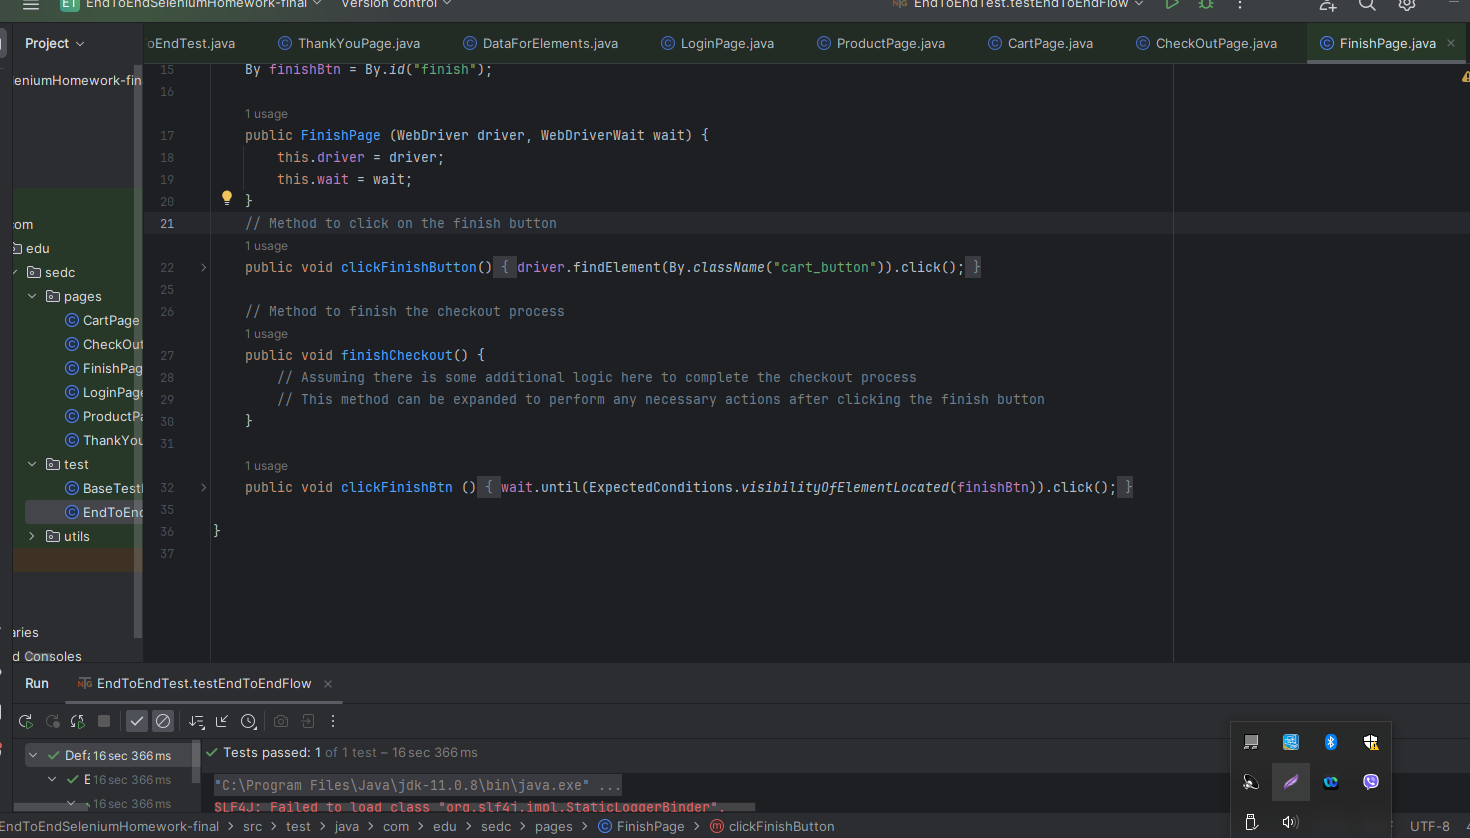 ET EndToEndSeleniumHomework-final Version control EndToEndTest.testEndToEndFlow
Project
oEndTest.java ThankYouPage.java DataForElements.java LoginPage.java ProductPage.java CartPage.java CheckOutPage.java FinishPage.java
leniumHomework-fin
om
edu
sedc
pages
CartPage
CheckOut
FinishPag
LoginPage
ProductPa
ThankYou
test
BaseTest
EndToEnd
utils
aries
d Consoles
15 By finishBtn = By.id("finish");
16
1 usage
17 public FinishPage (WebDriver driver, WebDriverWait wait) {
18 this.driver = driver;
19 this.wait = wait;
20 }
21 // Method to click on the finish button
1 usage
22 public void clickFinishButton() { driver.findElement(By.className("cart_button")).click(); }
25
26 // Method to finish the checkout process
1 usage
27 public void finishCheckout() {
28 // Assuming there is some additional logic here to complete the checkout process
29 // This method can be expanded to perform any necessary actions after clicking the finish button
30 }
31
1 usage
32 public void clickFinishBtn () { wait.until(ExpectedConditions.visibilityOfElementLocated(finishBtn)).click(); }
35
36 }
37
Run EndToEndTest.testEndToEndFlow
Defa 16 sec 366 ms
E 16 sec 366 ms
16 sec 366 ms
Tests passed: 1 of 1 test – 16 sec 366 ms
"C:\Program Files\Java\jdk-11.0.8\bin\java.exe" ...
SLF4J: Failed to load class "org.slf4j.impl.StaticLoggerBinder".
EndToEndSeleniumHomework-final > src > test > java > com > edu > sedc > pages > FinishPage > clickFinishButton
UTF-8